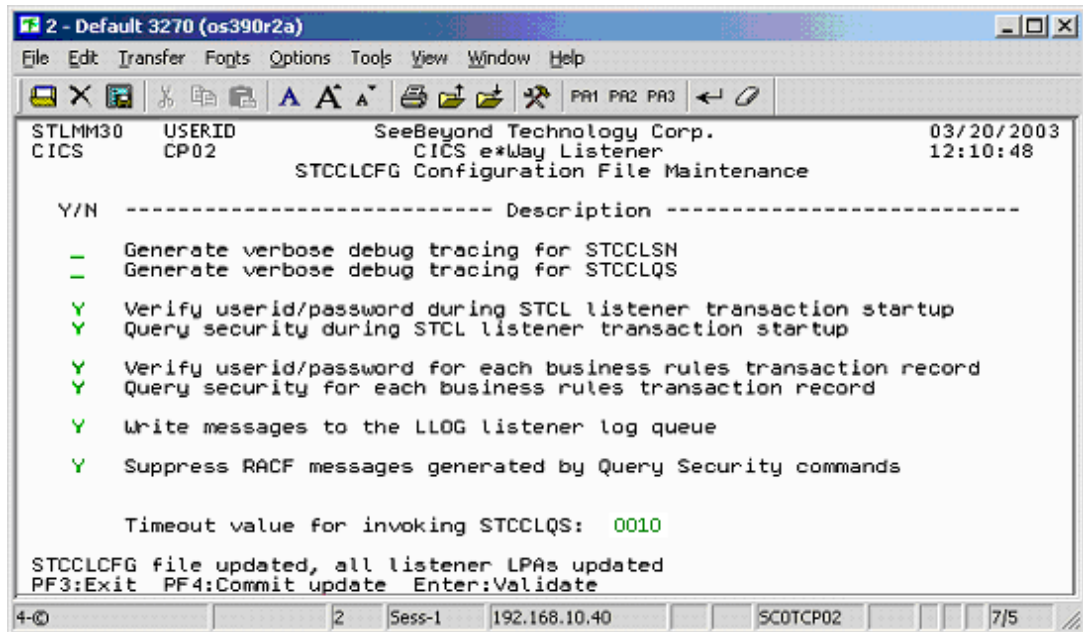 2 - Default 3270 (os390r2a)
File Edit Transfer Fonts Options Tools View Window Help
A A A PA1 PA2 PA3
STLMM30 USERID SeeBeyond Technology Corp. 03/20/2003
CICS CP02 CICS e*Way Listener 12:10:48
STCCLCFG Configuration File Maintenance
Y/N ---------------------------- Description ---------------------------
_ Generate verbose debug tracing for STCCLSN
_ Generate verbose debug tracing for STCCLQS
Y Verify userid/password during STCL listener transaction startup
Y Query security during STCL listener transaction startup
Y Verify userid/password for each business rules transaction record
Y Query security for each business rules transaction record
Y Write messages to the LLOG listener log queue
Y Suppress RACF messages generated by Query Security commands
Timeout value for invoking STCCLQS: 0010
STCCLCFG file updated, all listener LPAs updated
PF3:Exit PF4:Commit update Enter:Validate
4-© 2 Sess-1 192.168.10.40 SCOTCP02 7/5